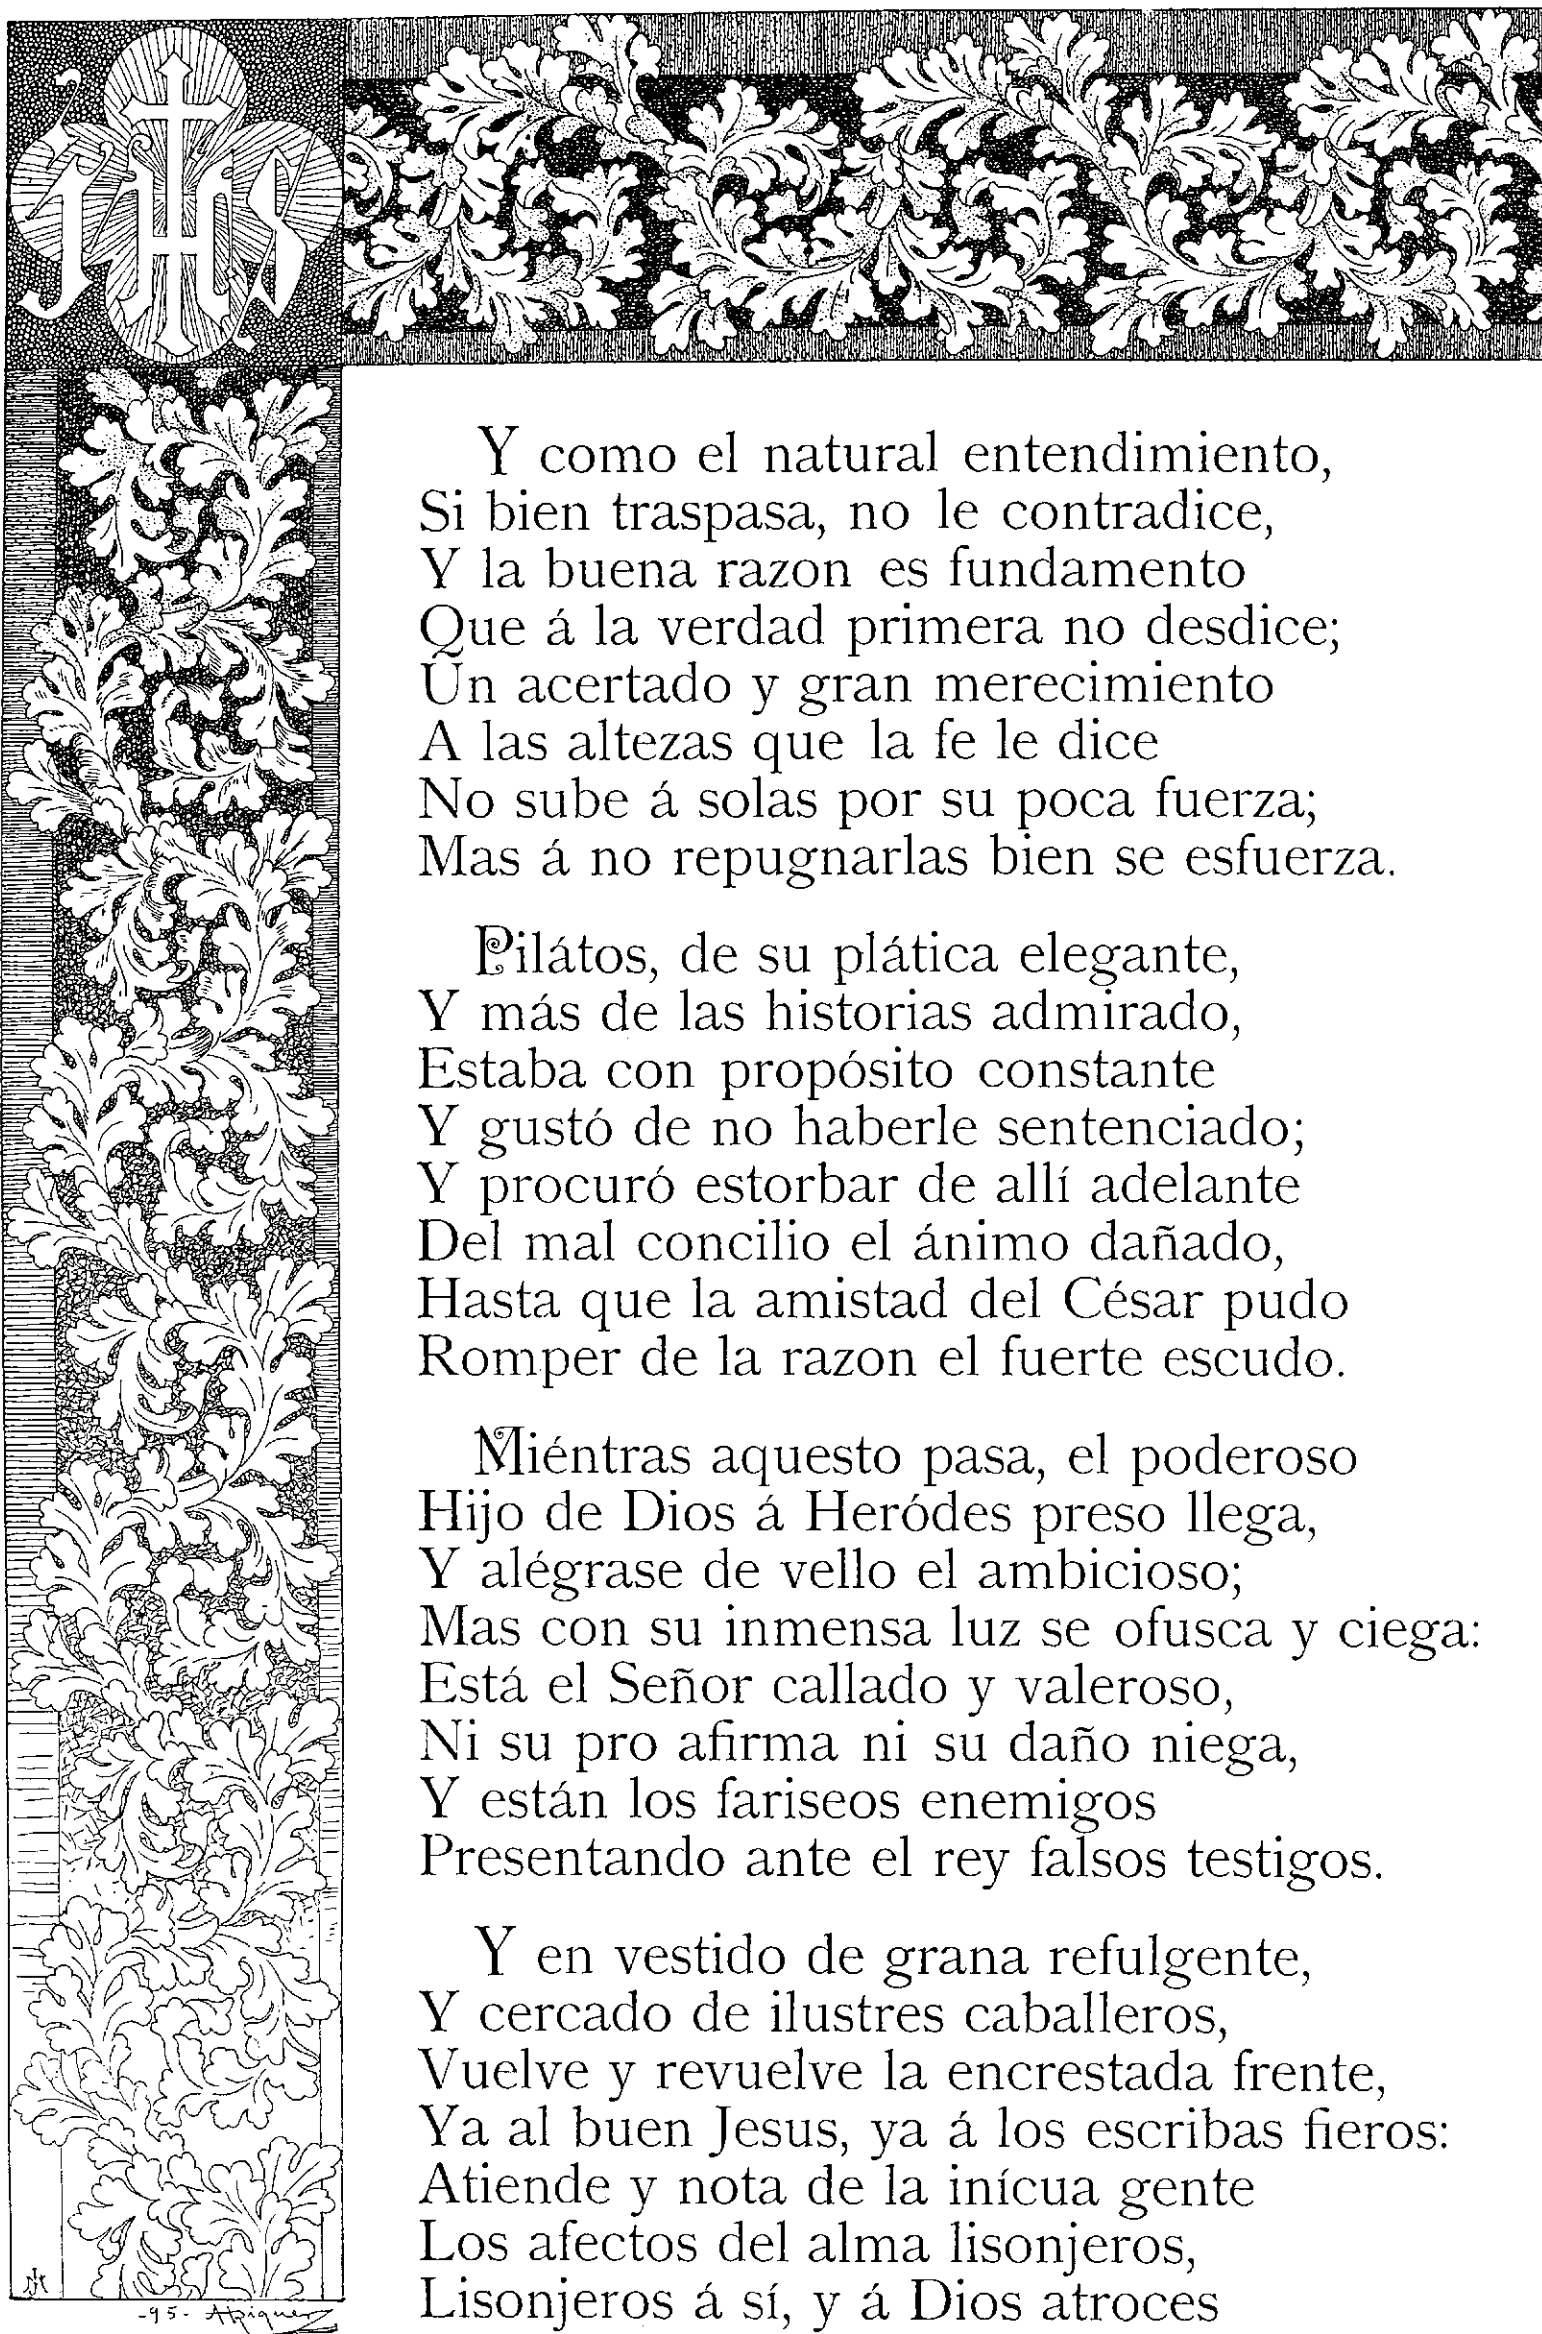 IHS
Y como el natural entendimiento,
Si bien traspasa, no le contradice,
Y la buena razon es fundamento
Que á la verdad primera no desdice;
Un acertado y gran merecimiento
A las altezas que la fe le dice
No sube á solas por su poca fuerza;
Mas á no repugnarlas bien se esfuerza.
Pilátos, de su plática elegante,
Y más de las historias admirado,
Estaba con propósito constante
Y gustó de no haberle sentenciado;
Y procuró estorbar de allí adelante
Del mal concilio el ánimo dañado,
Hasta que la amistad del César pudo
Romper de la razon el fuerte escudo.
Miéntras aquesto pasa, el poderoso
Hijo de Dios á Heródes preso llega,
Y alégrase de vello el ambicioso;
Mas con su inmensa luz se ofusca y ciega:
Está el Señor callado y valeroso,
Ni su pro afirma ni su daño niega,
Y están los fariseos enemigos
Presentando ante el rey falsos testigos.
Y en vestido de grana refulgente,
Y cercado de ilustres caballeros,
Vuelve y revuelve la encrestada frente,
Ya al buen Jesus, ya á los escribas fieros:
Atiende y nota de la inícua gente
Los afectos del alma lisonjeros,
Lisonjeros á sí, y á Dios atroces
-95-